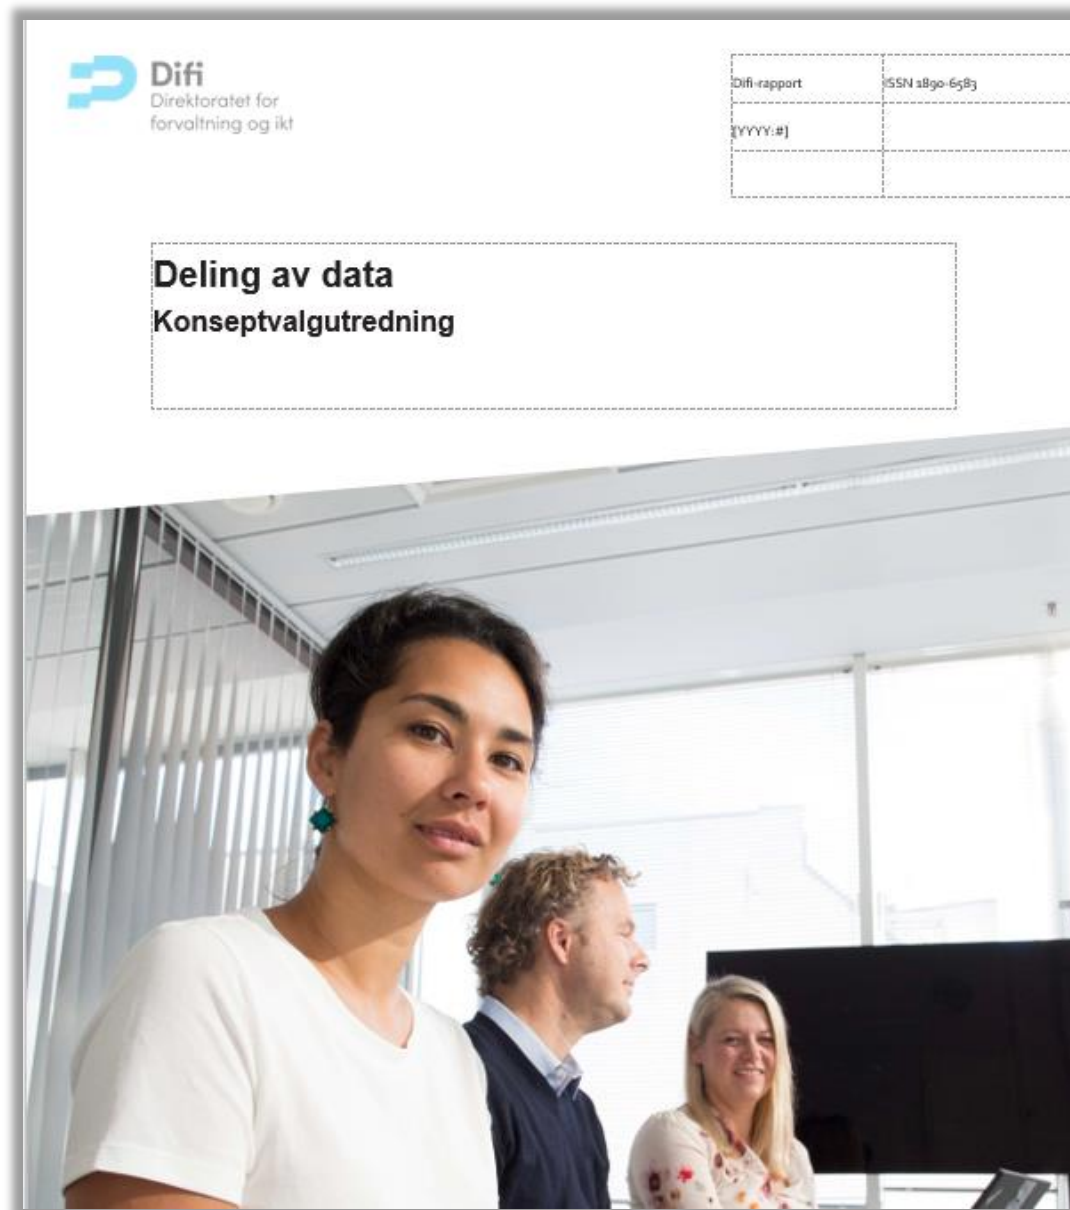 Difi
Direktoratet for
forvaltning og ikt
Difi-rapport ISSN 1890-6583
[YYYY:#]
Deling av data
Konseptvalgutredning